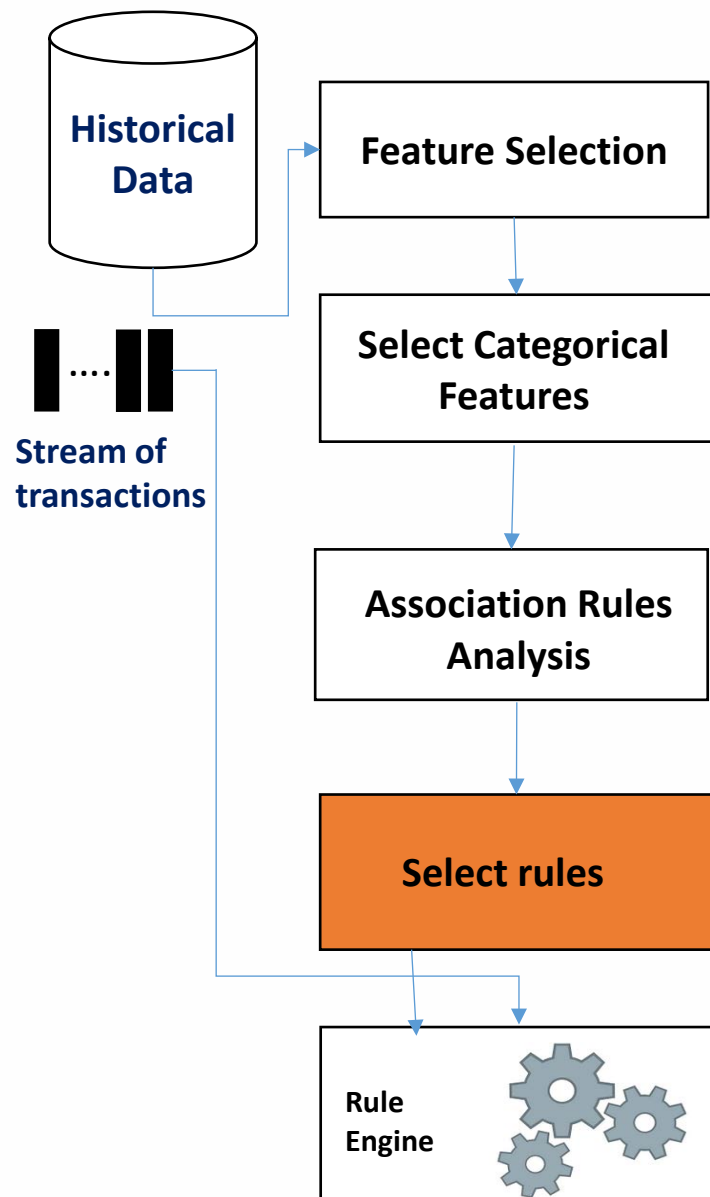 Historical
Data
Feature Selection
Select Categorical
Features
....
Stream of
transactions
Association Rules
Analysis
Select rules
Rule
Engine